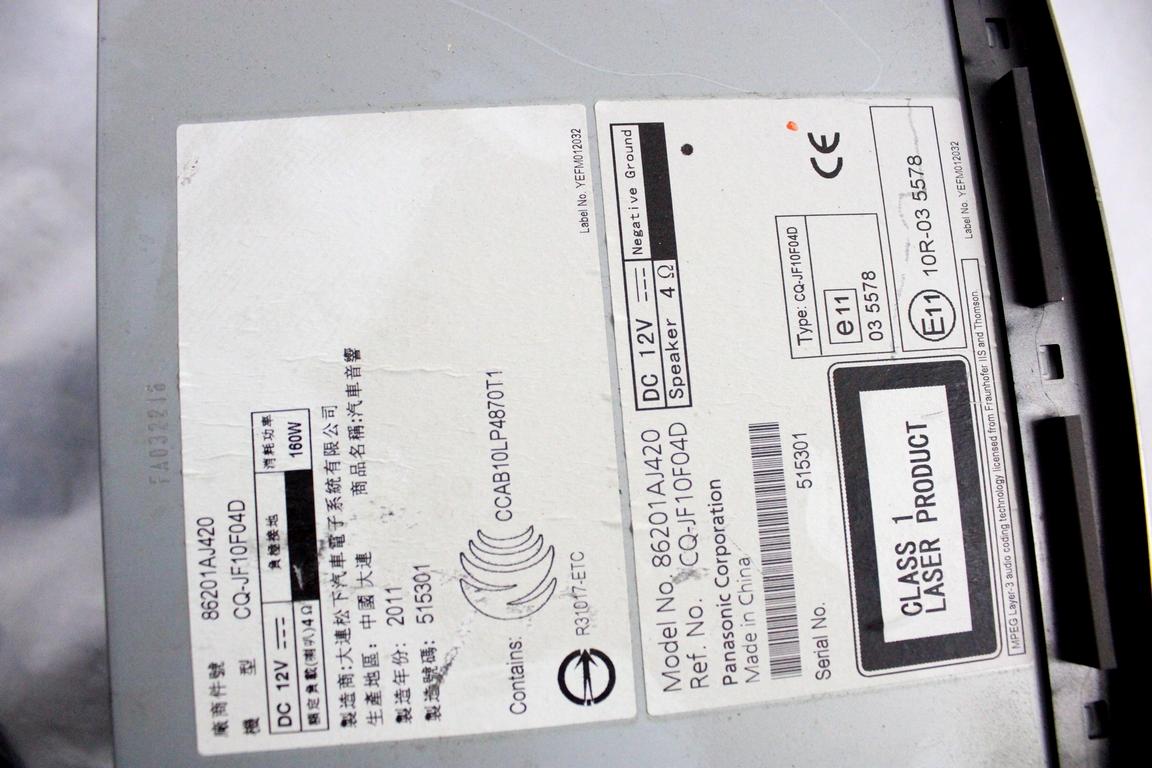 廠商件號 86201AJ420
機 型 CQ-JF10F04D
DC 12V 負極接地 消耗功率
額定負載(喇叭)4Ω 160W
製造商:大連松下汽車電子系統有限公司
生產地區: 中國 大連 商品名稱:汽車音響
製造年份: 2011
製造號碼: 515301
Contains: CCAB10LP4870T1
R31017-ETC
Label No. YEFM012032
Model No. 86201AJ420
Ref. No. CQ-JF10F04D
DC 12V Negative Ground
Speaker 4 Ω
Panasonic Corporation
Made in China
Serial No. 515301
Type: CQ-JF10F04D
e11
03 5578
CE
E11 10R-03 5578
CLASS 1
LASER PRODUCT
Label No. YEFM012032
MPEG Layer-3 audio coding technology licensed from Fraunhofer IIS and Thomson.